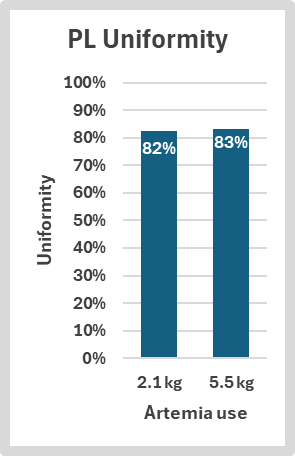 PL Uniformity
100%
90%
80%
70%
60%
50%
40%
30%
20%
10%
0%
Uniformity
82%
83%
2.1 kg
5.5 kg
Artemia use